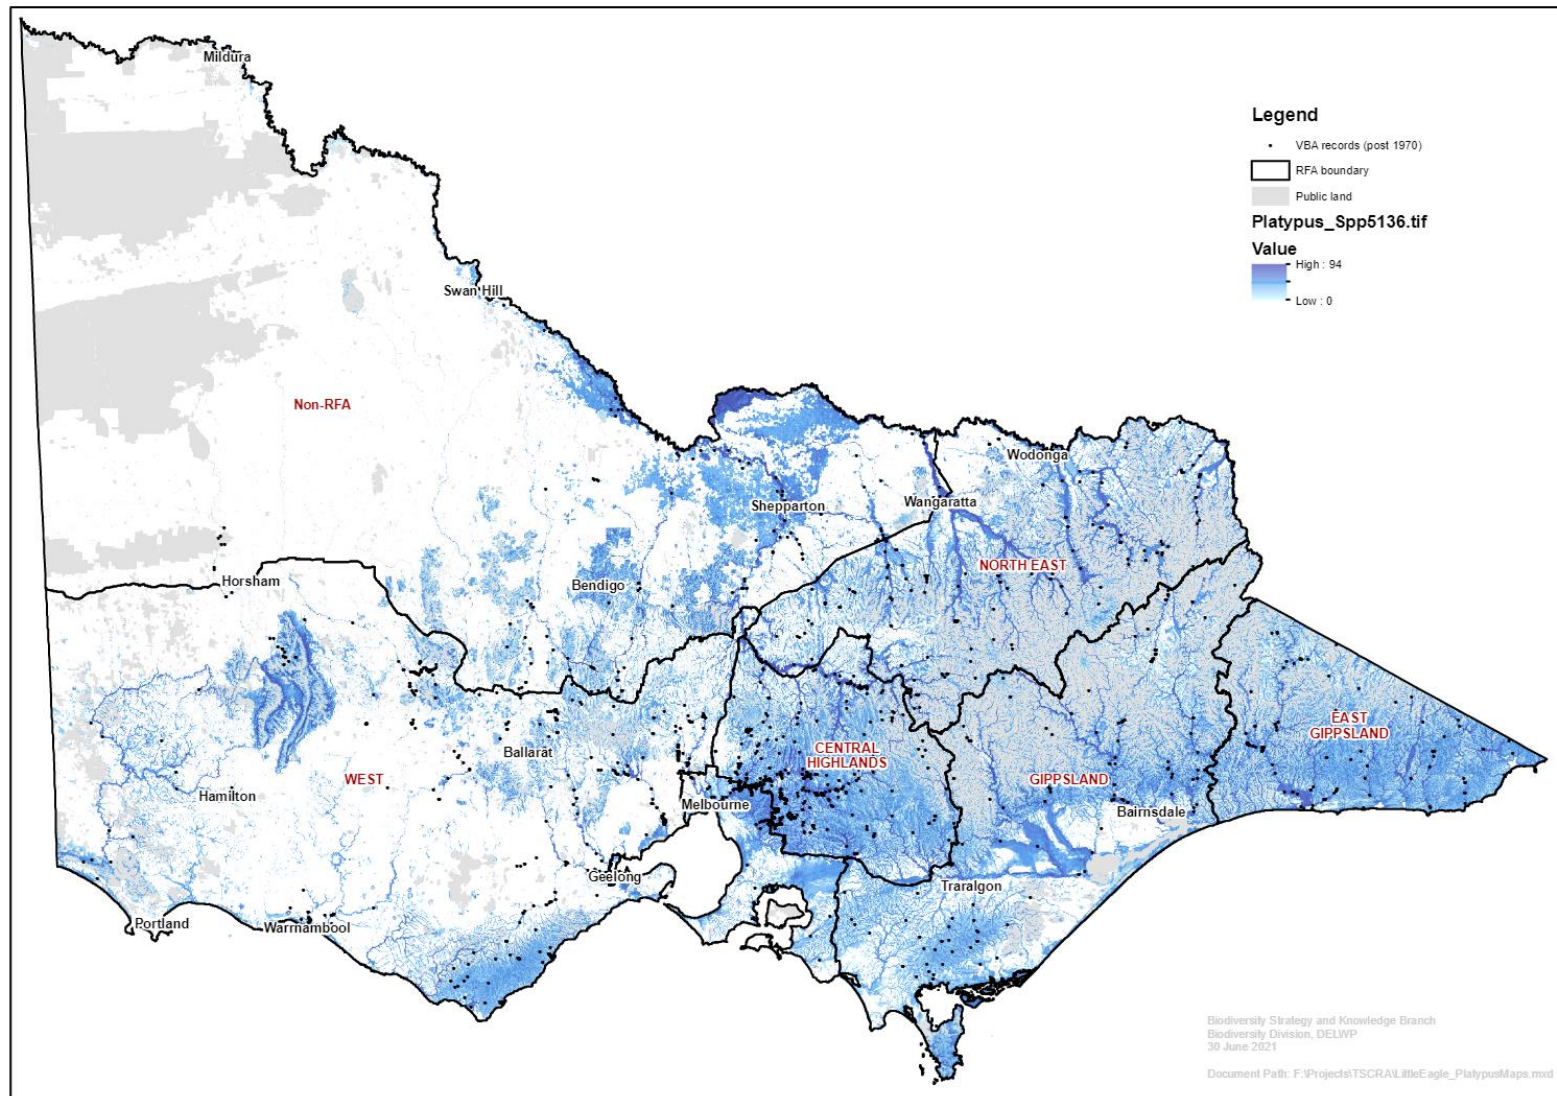 Mildura
Legend
VBA records (post 1970)
RFA boundary
Public land
Platypus_Spp5136.tif
Value
High : 94
Low : 0
Swan Hill
Non-RFA
Wodonga
Shepparton
Wangaratta
NORTH EAST
Horsham
Bendigo
EAST
GIPPSLAND
Ballarat
CENTRAL
HIGHLANDS
WEST
GIPPSLAND
Hamilton
Melbourne
Bairnsdale
Geelong
Traralgon
Portland
Warrnambool
Biodiversity Strategy and Knowledge Branch
Biodiversity Division, DELWP
30 June 2021
Document Path: F:\Projects\TSCRA\LittleEagle_PlatypusMaps.mxd